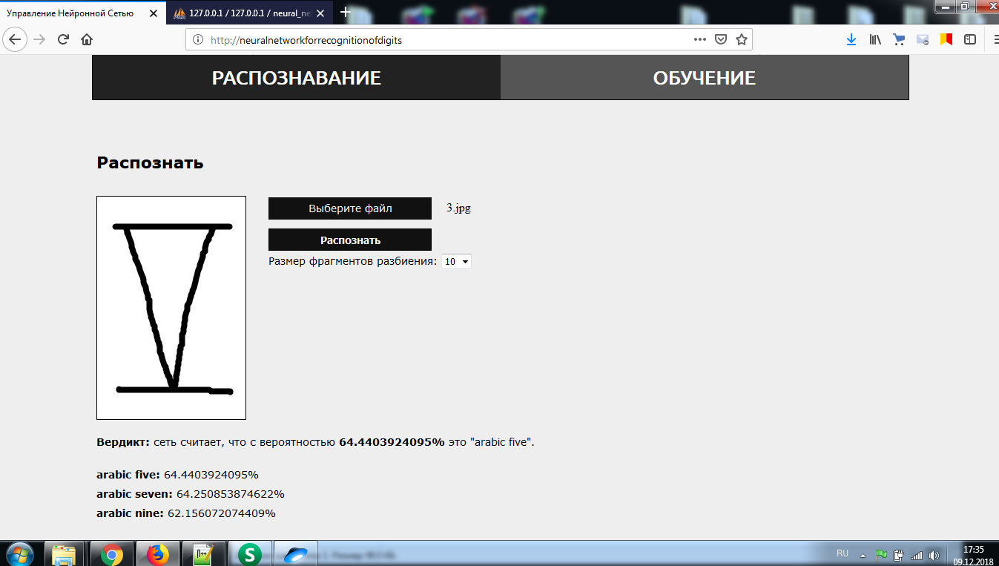 Управление Нейронной Сетью
127.0.0.1 / 127.0.0.1 / neural_ne
http://neuralnetworkforrecognitionofdigits
РАСПОЗНАВАНИЕ
ОБУЧЕНИЕ
Распознать
Выберите файл
3.jpg
Распознать
Размер фрагментов разбиения: 10
Вердикт: сеть считает, что с вероятностью 64.4403924095% это "arabic five".
arabic five: 64.4403924095%
arabic seven: 64.250853874622%
arabic nine: 62.156072074409%
RU
17:35
09.12.2018